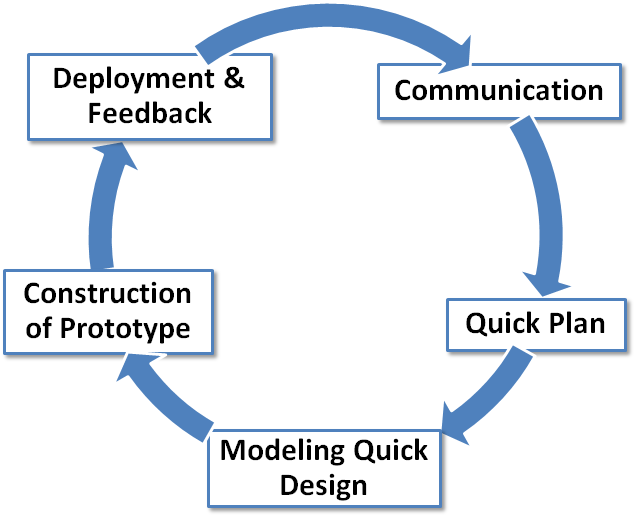 Deployment &
Feedback
Communication
Construction
of Prototype
Quick Plan
Modeling Quick
Design